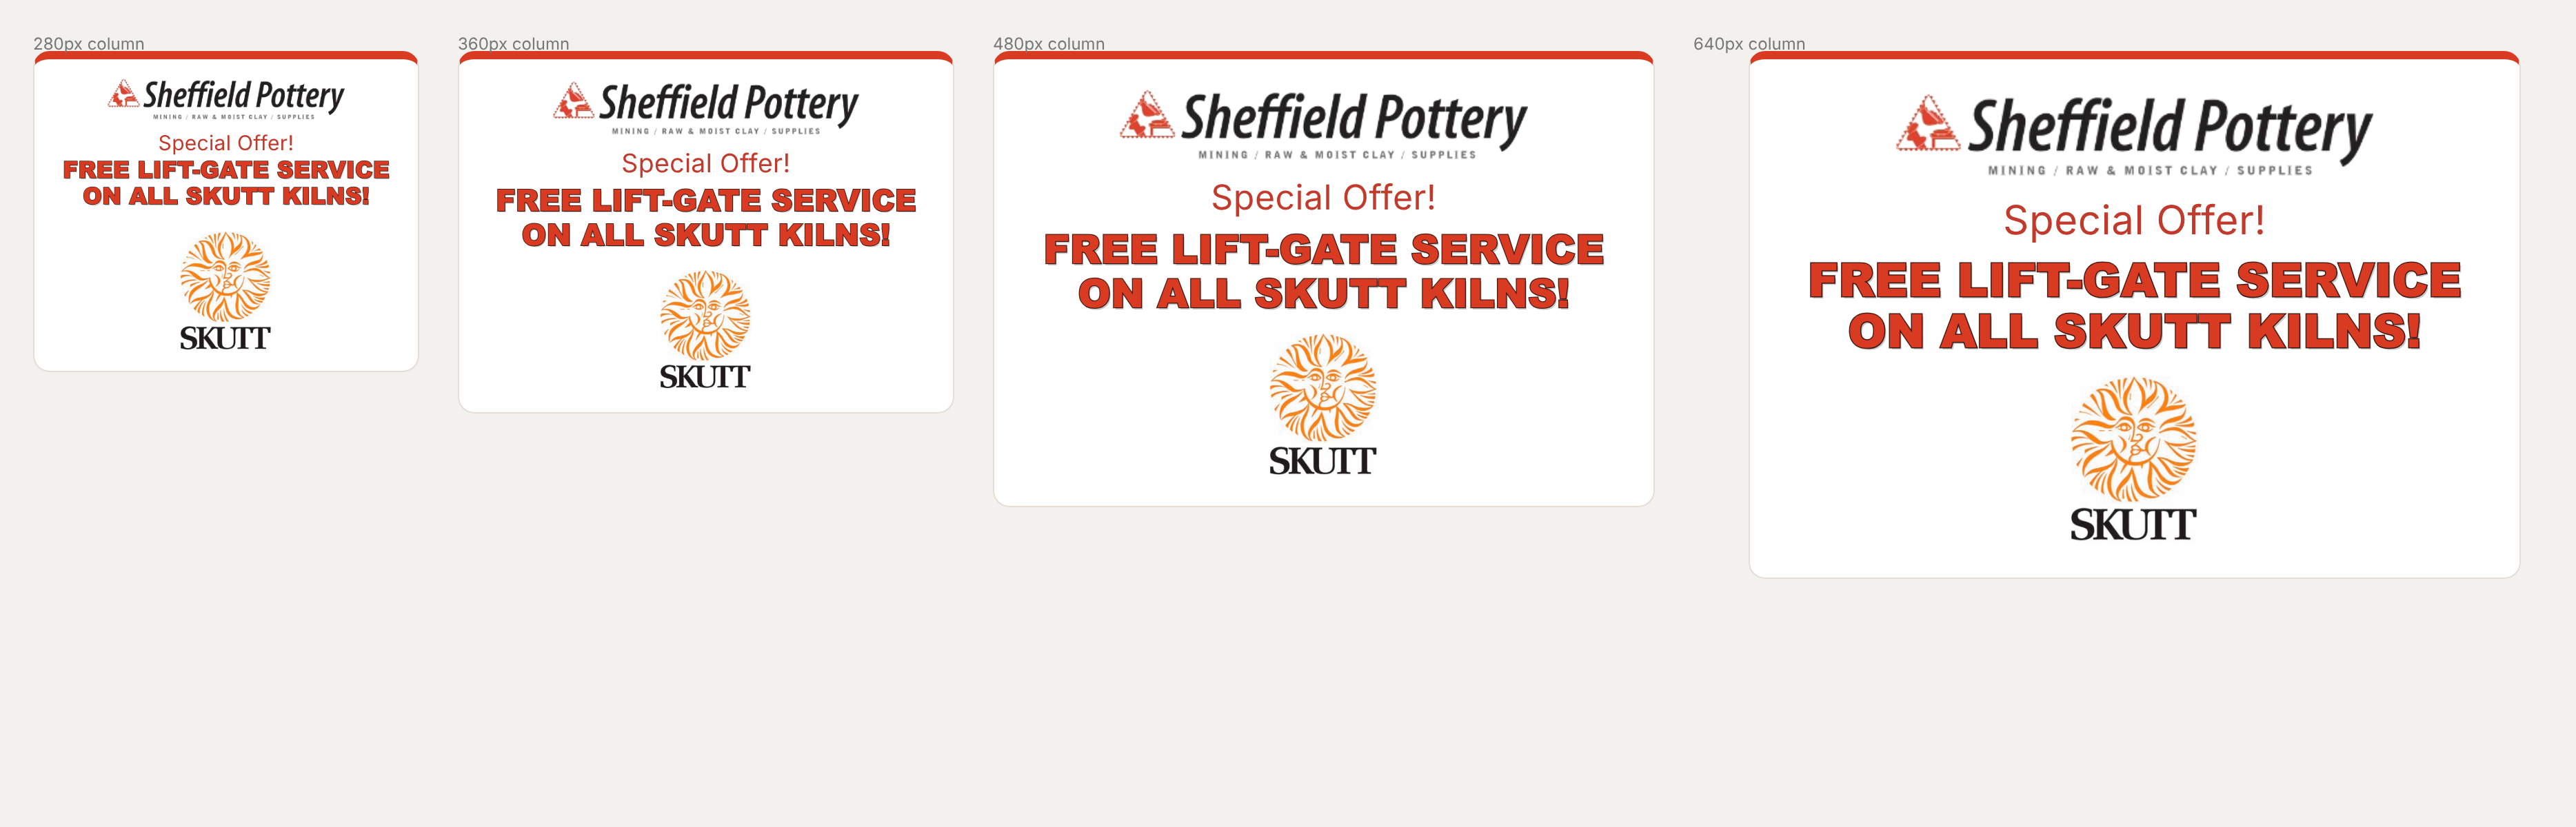 280px column
Sheffield Pottery
MINING / RAW & MOIST CLAY / SUPPLIES
Special Offer!
FREE LIFT-GATE SERVICE
ON ALL SKUTT KILNS!
SKUTT
360px column
Sheffield Pottery
MINING / RAW & MOIST CLAY / SUPPLIES
Special Offer!
FREE LIFT-GATE SERVICE
ON ALL SKUTT KILNS!
SKUTT
480px column
Sheffield Pottery
MINING / RAW & MOIST CLAY / SUPPLIES
Special Offer!
FREE LIFT-GATE SERVICE
ON ALL SKUTT KILNS!
SKUTT
640px column
Sheffield Pottery
MINING / RAW & MOIST CLAY / SUPPLIES
Special Offer!
FREE LIFT-GATE SERVICE
ON ALL SKUTT KILNS!
SKUTT